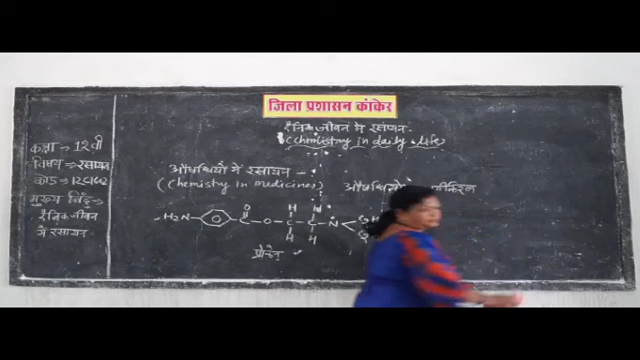 जिला प्रशासन कांकेर
दैनिक जीवन में रसायन
(Chemistry In daily Life)
कक्षा → 12वी
विषय → रसायन
मुख्य बिंदु →
दैनिक जीवन
में रसायन
औषधियों में रसायन –
(Chemistry in medicines)
औषधियों
H H
O
H₂N C – O – C – C – N
H H